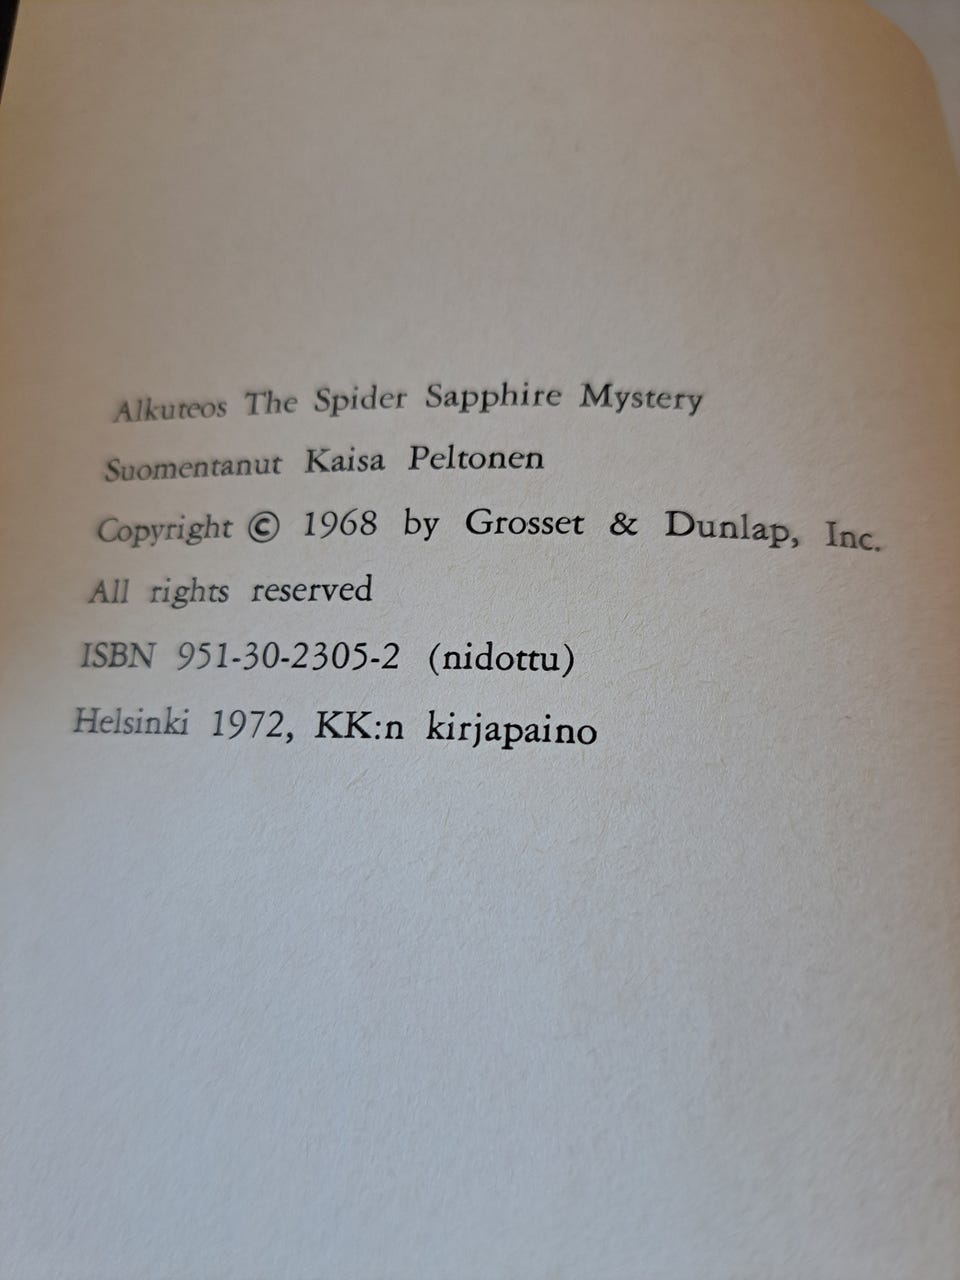 Alkuteos The Spider Sapphire Mystery
Suomentanut Kaisa Peltonen
Copyright © 1968 by Grosset & Dunlap, Inc.
All rights reserved
ISBN 951-30-2305-2 (nidottu)
Helsinki 1972, KK:n kirjapaino